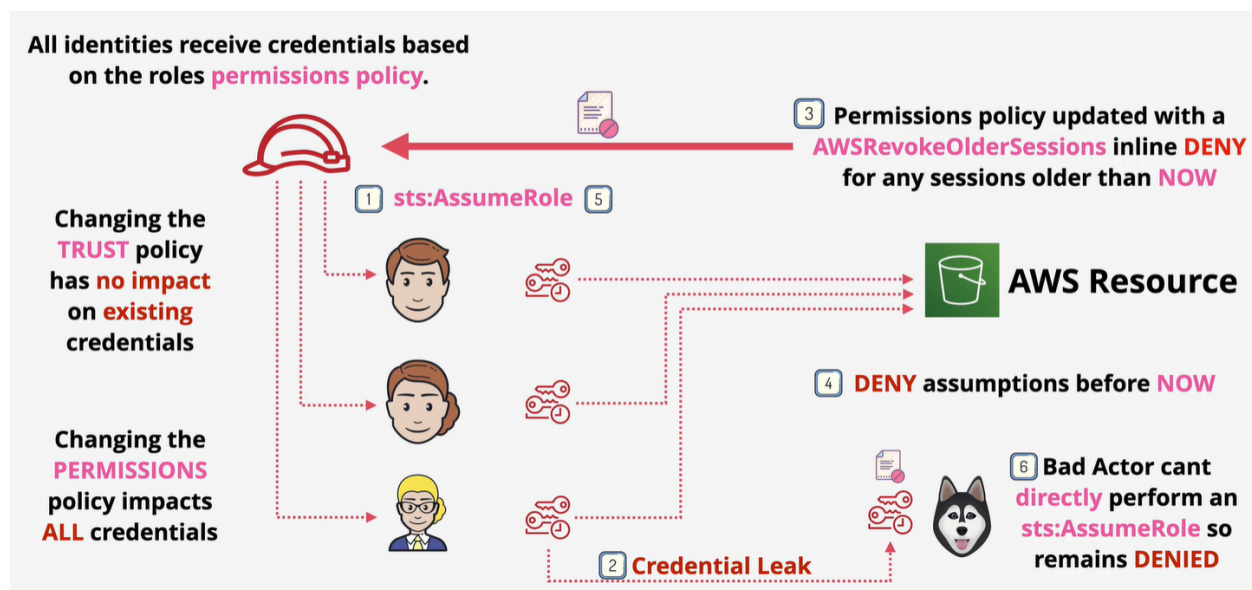 All identities receive credentials based
on the roles permissions policy.
3 Permissions policy updated with a
AWSRevokeOlderSessions inline DENY
for any sessions older than NOW
1 sts:AssumeRole 5
Changing the
TRUST policy
has no impact
on existing
credentials
AWS Resource
4 DENY assumptions before NOW
Changing the
PERMISSIONS
policy impacts
ALL credentials
6 Bad Actor cant
directly perform an
sts:AssumeRole so
remains DENIED
2 Credential Leak